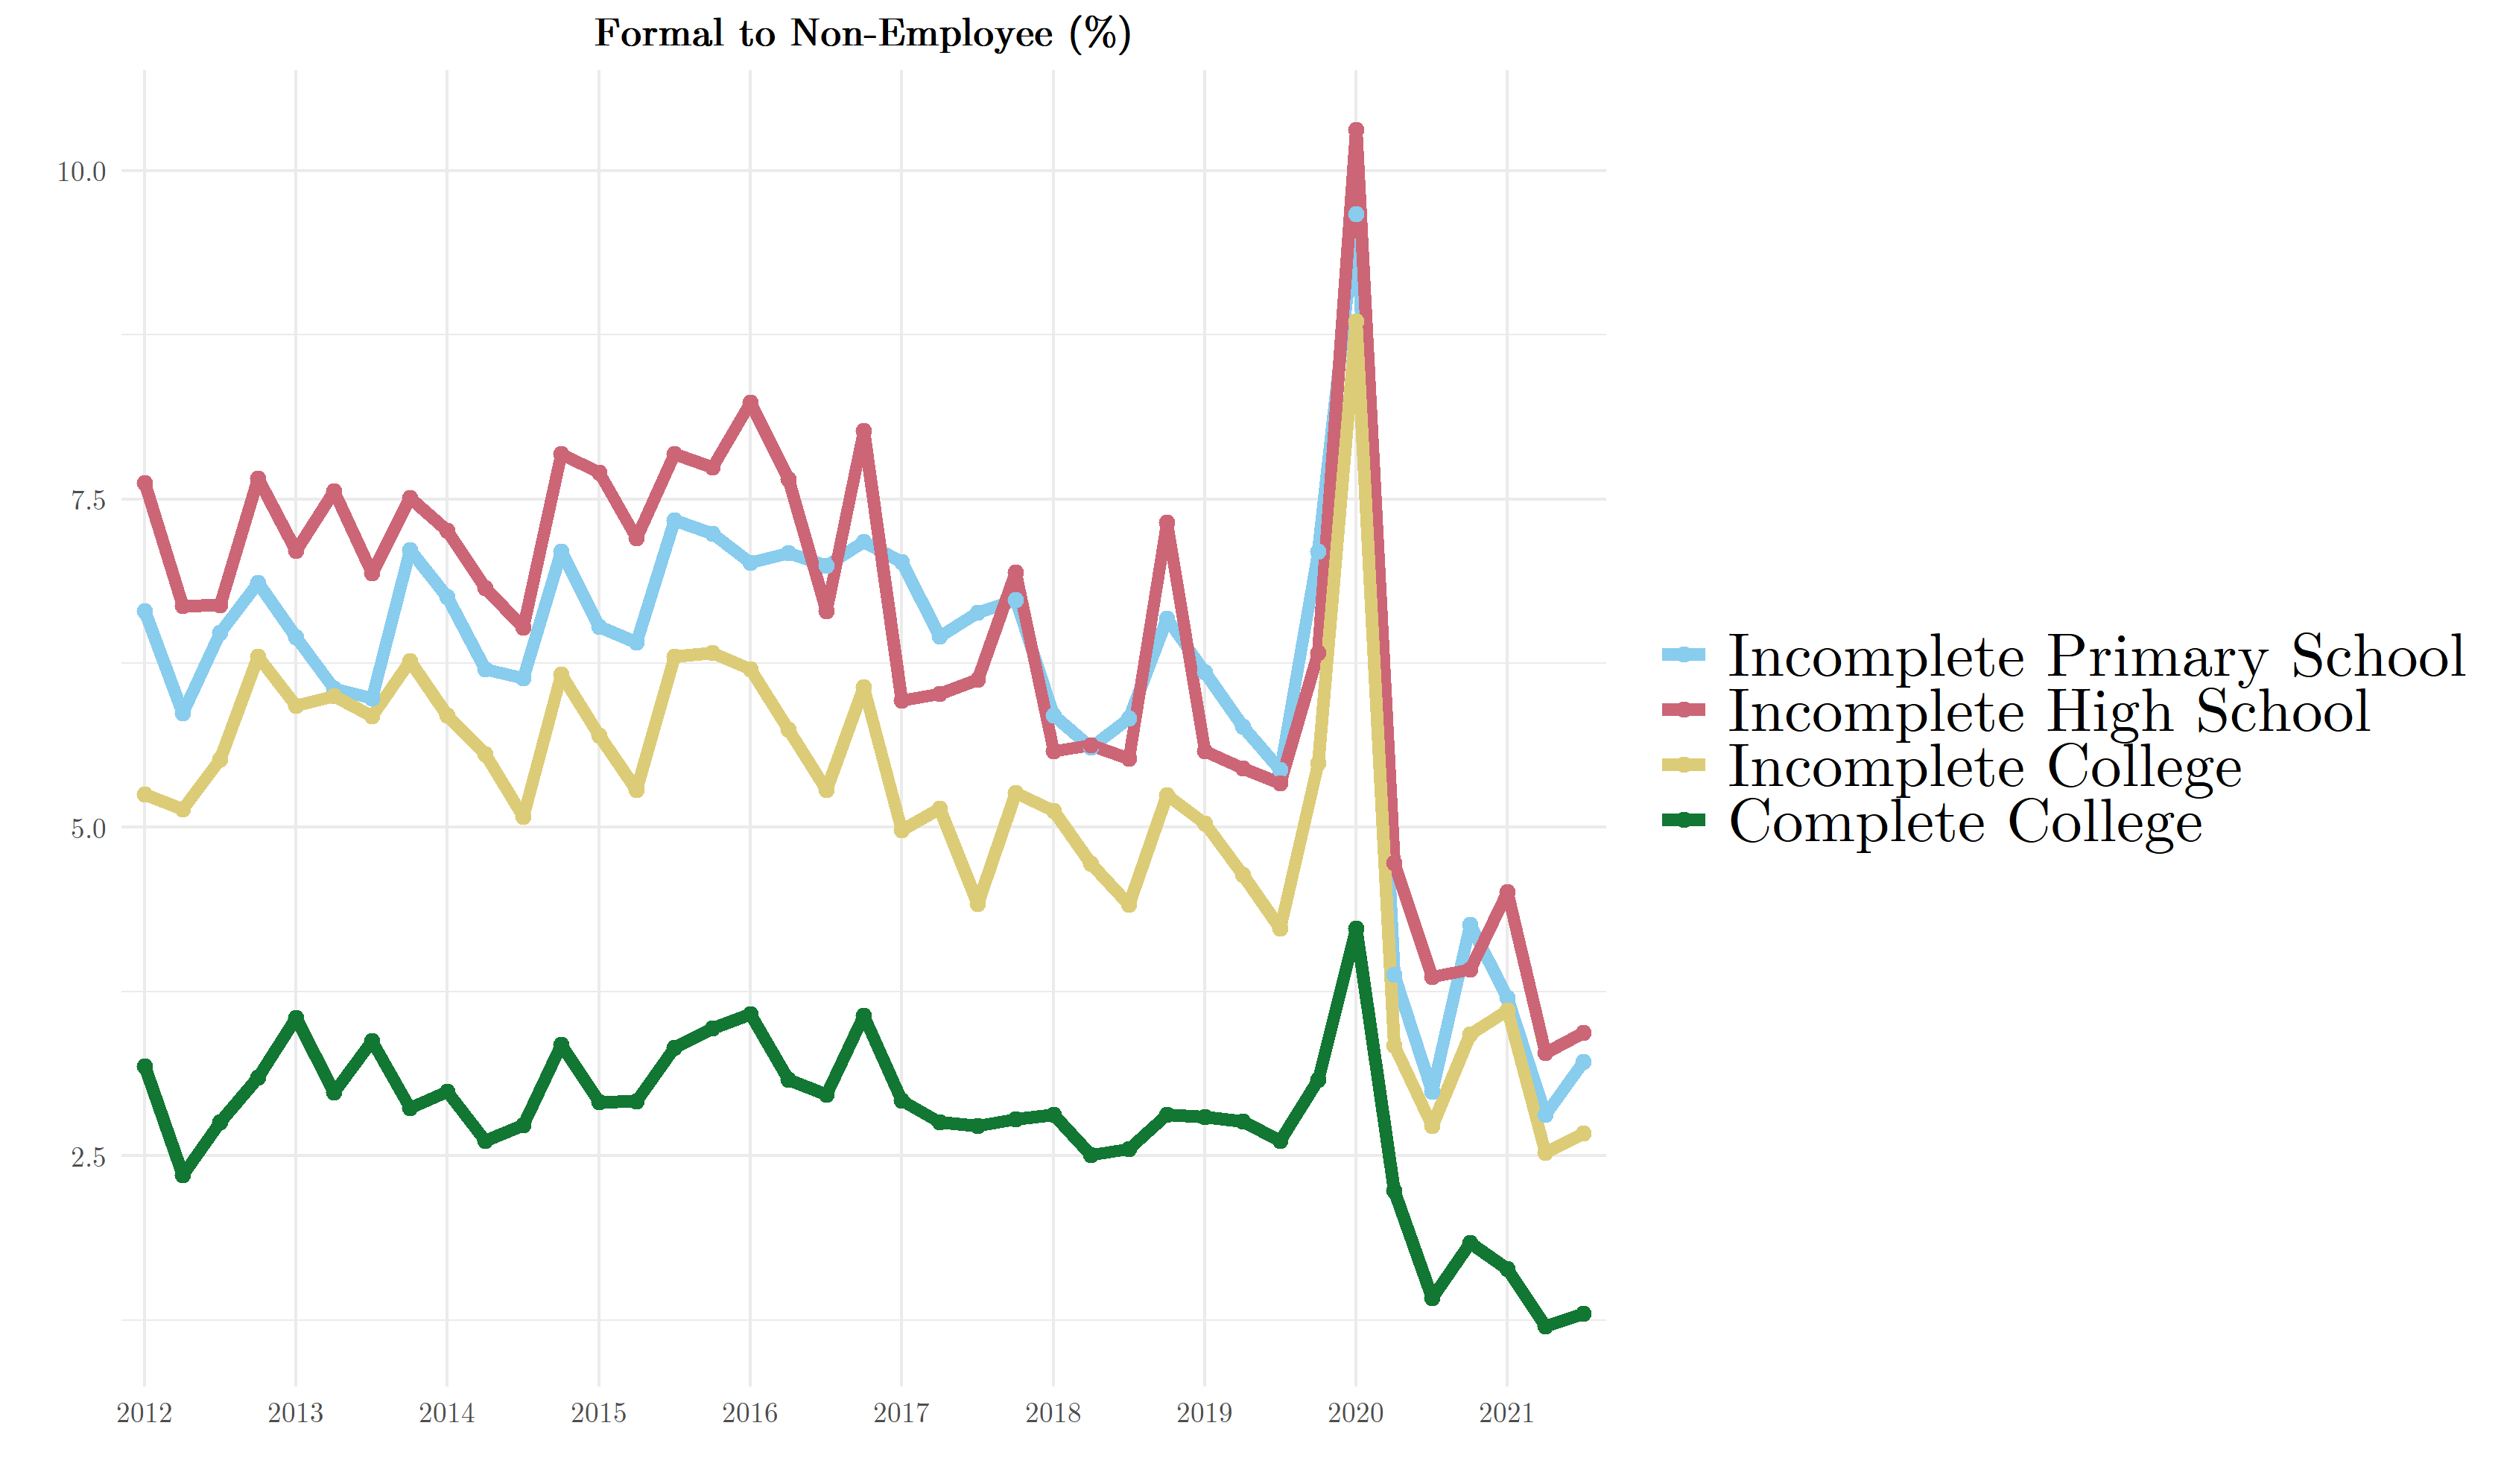 Formal to Non-Employee (%)
10.0
7.5
5.0
2.5
2012 2013 2014 2015 2016 2017 2018 2019 2020 2021
Incomplete Primary School
Incomplete High School
Incomplete College
Complete College